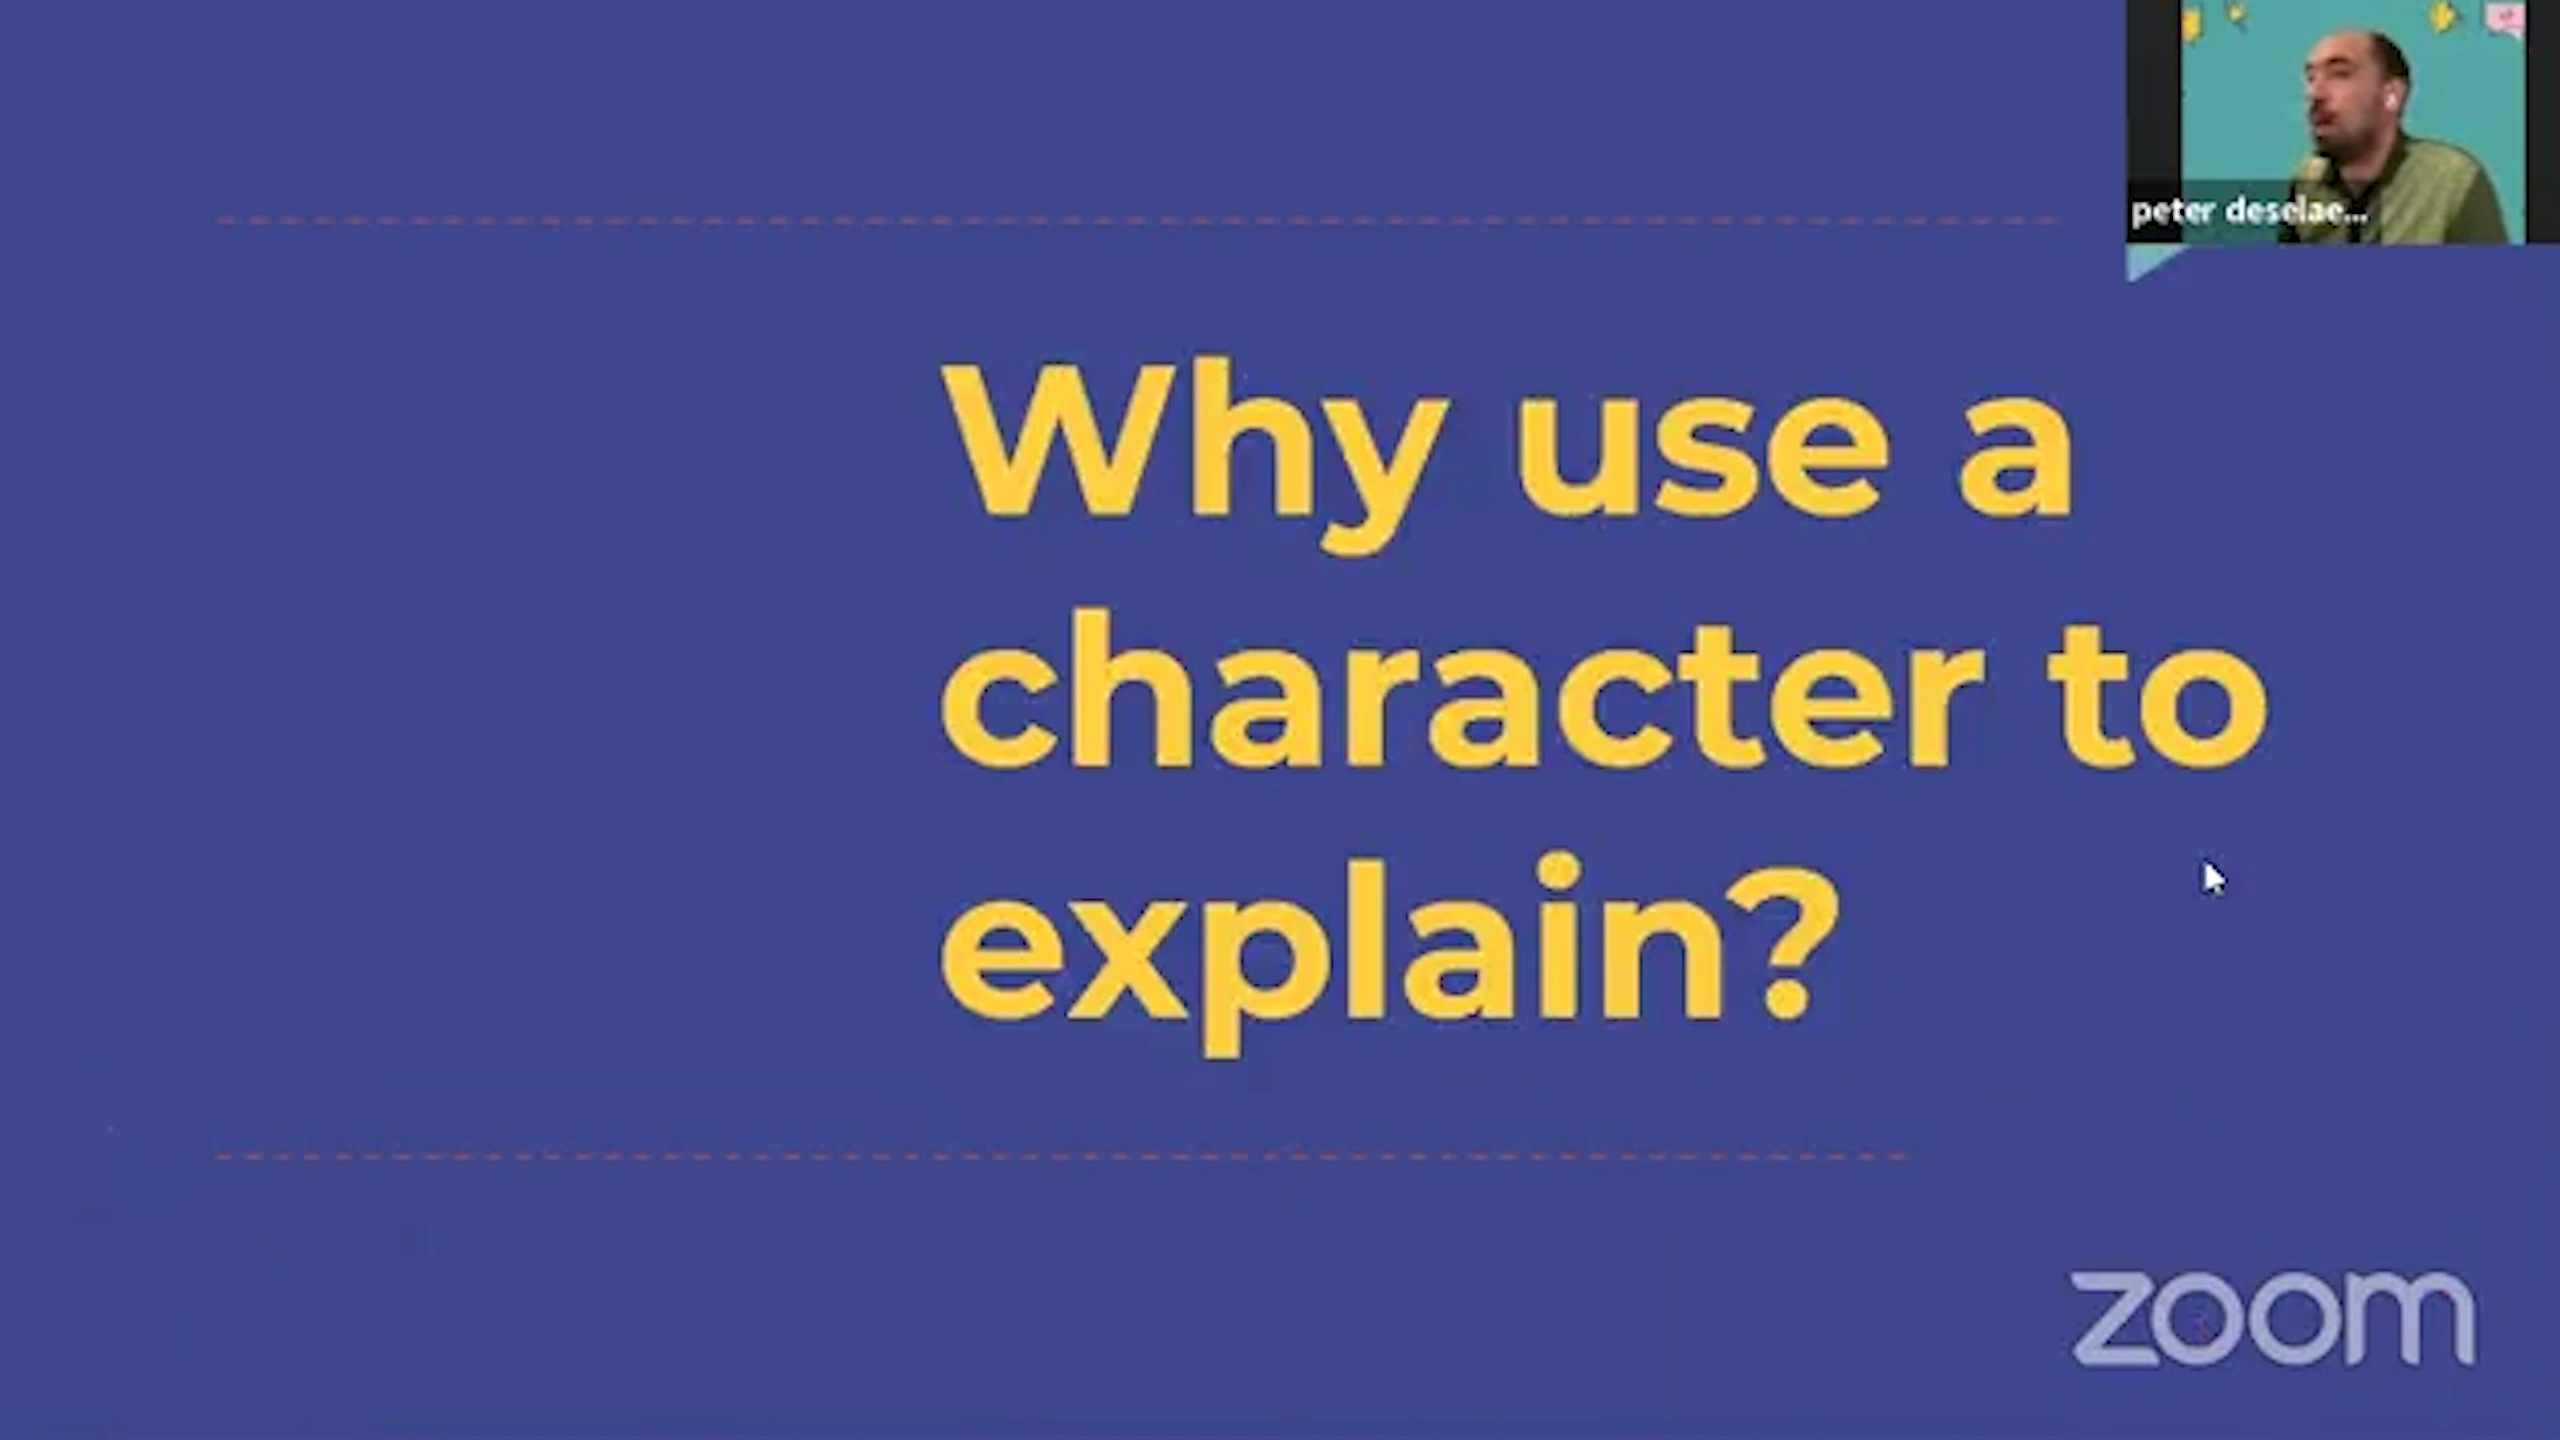 peter deselae...
Why use a
character to
explain?
zoom